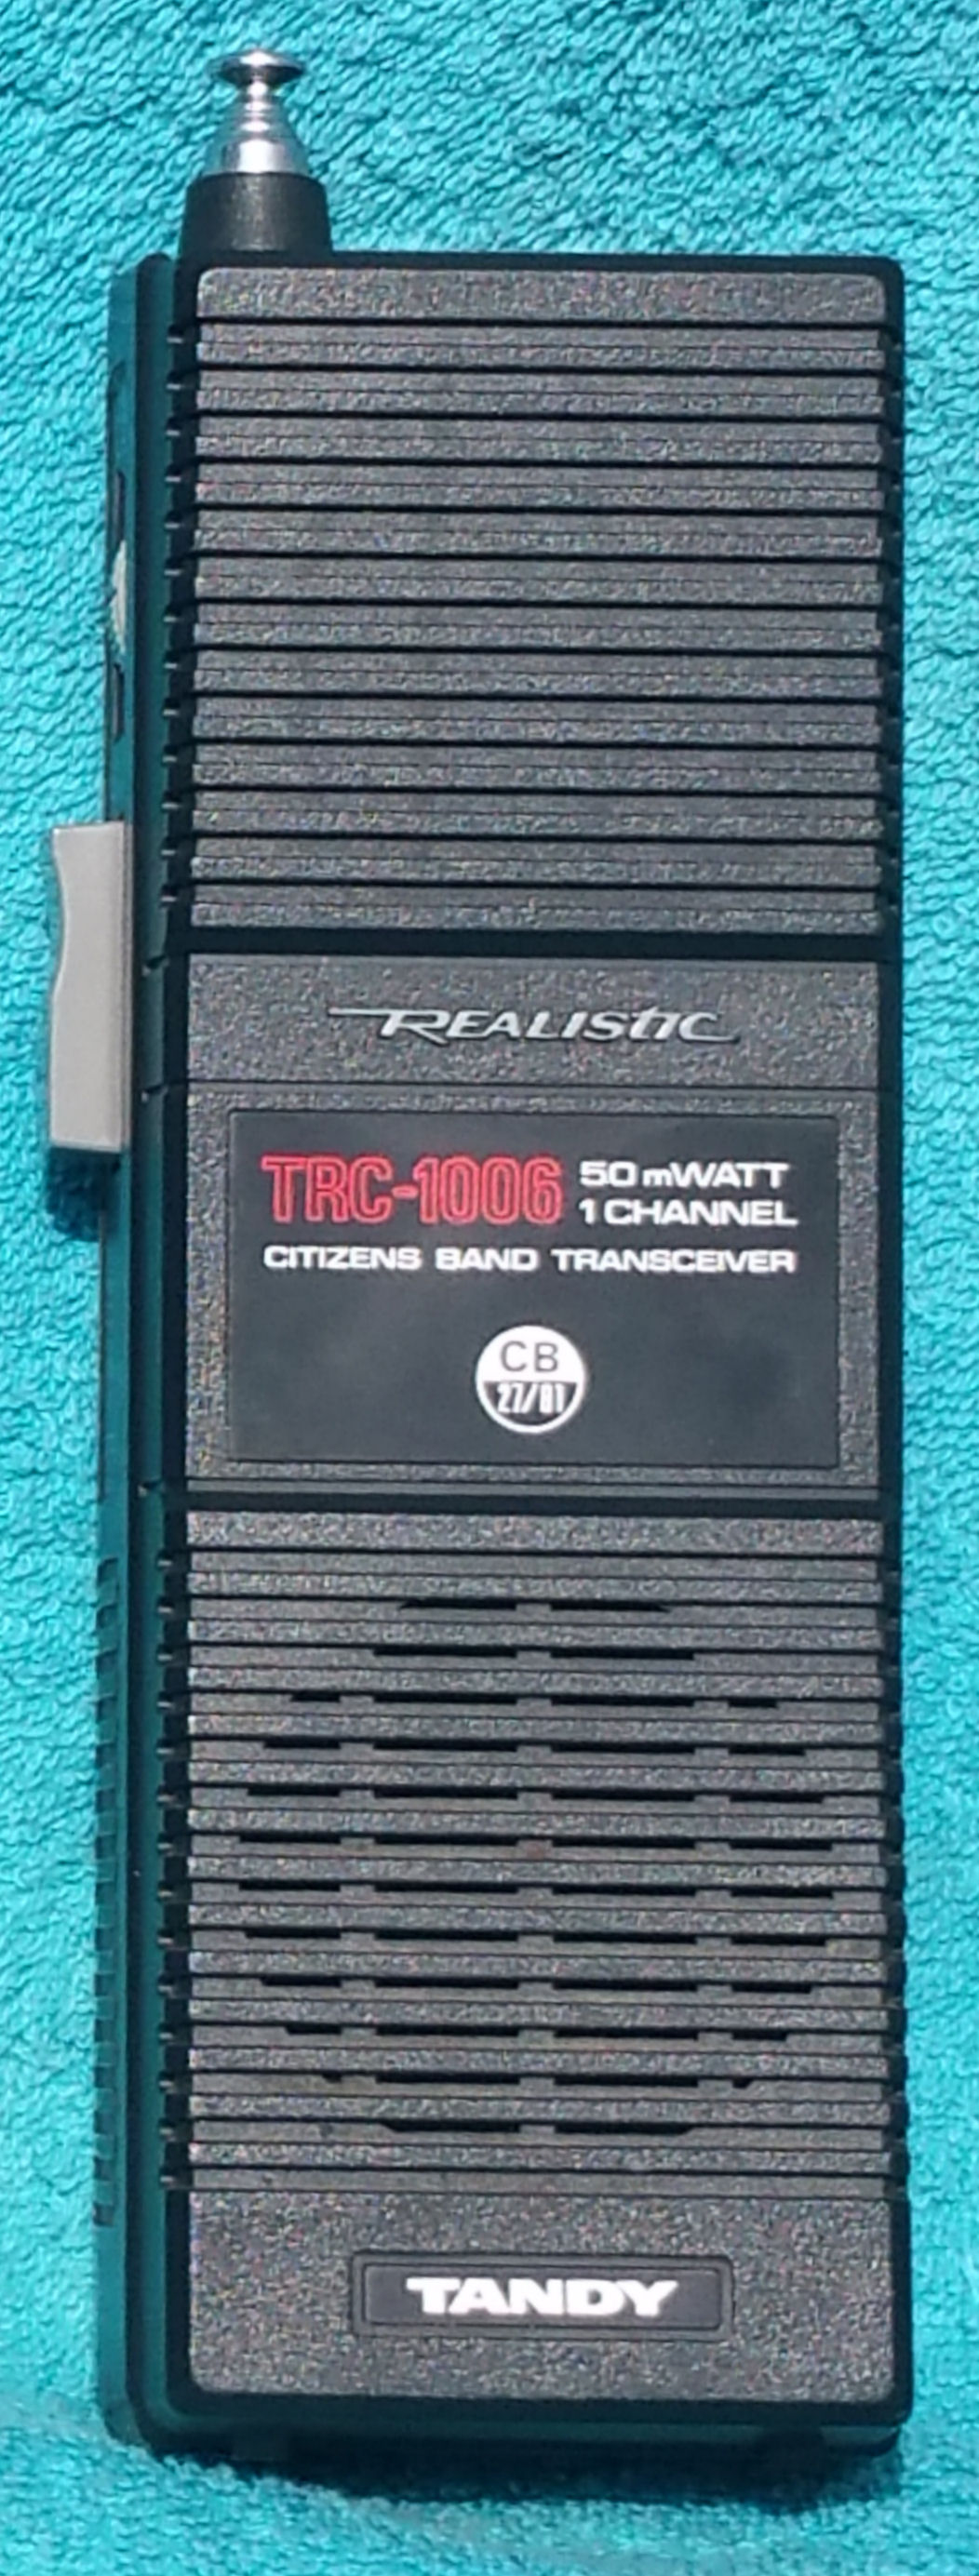 REALISTIC
TRC-1006 50 mWATT
1 CHANNEL
CITIZENS BAND TRANSCEIVER
CB
27/81
TANDY